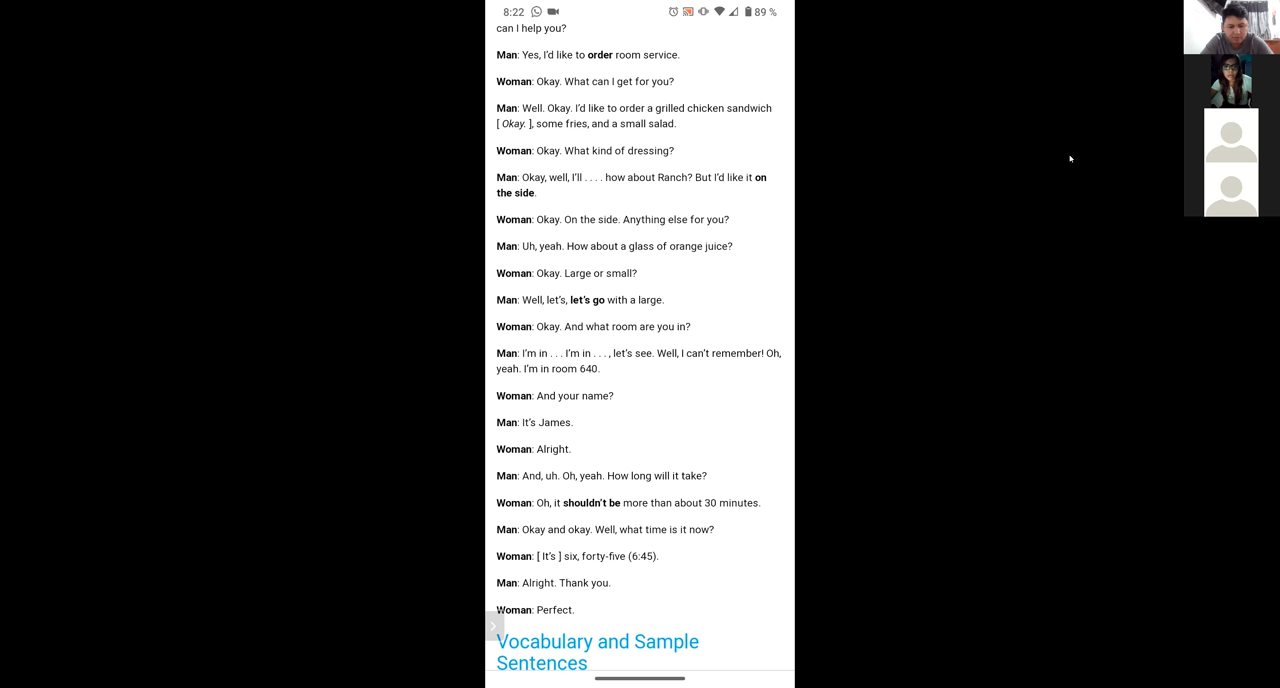 8:22 89 %
can I help you?
Man: Yes, I'd like to order room service.
Woman: Okay. What can I get for you?
Man: Well. Okay. I'd like to order a grilled chicken sandwich
[ Okay. ], some fries, and a small salad.
Woman: Okay. What kind of dressing?
Man: Okay, well, I'll . . . . how about Ranch? But I'd like it on
the side.
Woman: Okay. On the side. Anything else for you?
Man: Uh, yeah. How about a glass of orange juice?
Woman: Okay. Large or small?
Man: Well, let's, let's go with a large.
Woman: Okay. And what room are you in?
Man: I'm in . . . I'm in . . . , let's see. Well, I can't remember! Oh,
yeah. I'm in room 640.
Woman: And your name?
Man: It's James.
Woman: Alright.
Man: And, uh. Oh, yeah. How long will it take?
Woman: Oh, it shouldn't be more than about 30 minutes.
Man: Okay and okay. Well, what time is it now?
Woman: [ It's ] six, forty-five (6:45).
Man: Alright. Thank you.
Woman: Perfect.
Vocabulary and Sample
Sentences